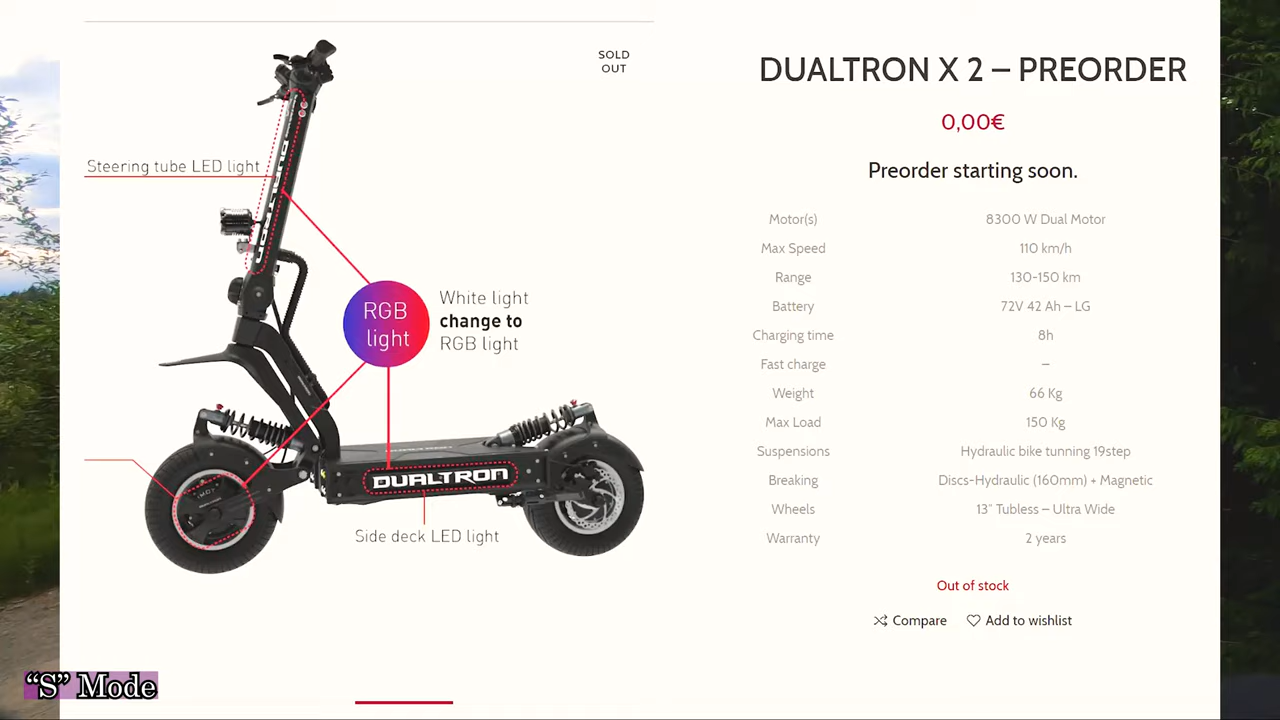 SOLD
OUT
DUALTRON X 2 – PREORDER
0,00€
Preorder starting soon.
Steering tube LED light
RGB
light
White light
change to
RGB light
DUALTRON
Side deck LED light
Motor(s) 8300 W Dual Motor
Max Speed 110 km/h
Range 130-150 km
Battery 72V 42 Ah – LG
Charging time 8h
Fast charge –
Weight 66 Kg
Max Load 150 Kg
Suspensions Hydraulic bike tunning 19step
Breaking Discs-Hydraulic (160mm) + Magnetic
Wheels 13" Tubless – Ultra Wide
Warranty 2 years
Out of stock
Compare Add to wishlist
“S” Mode